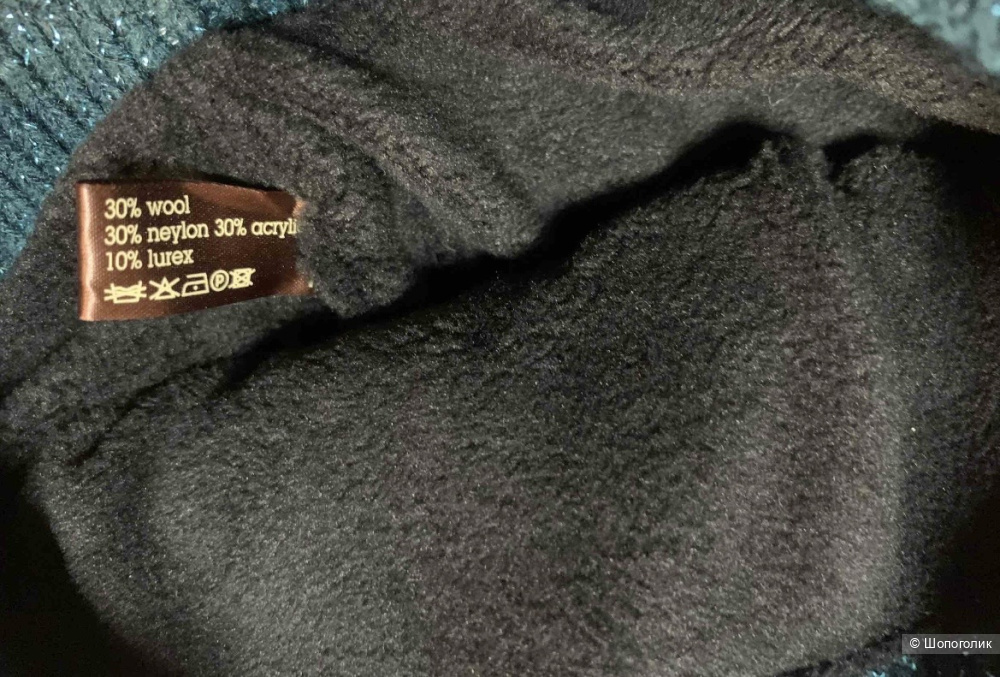 30% wool
30% neylon 30% acryli
10% lurex
© Шопоголик